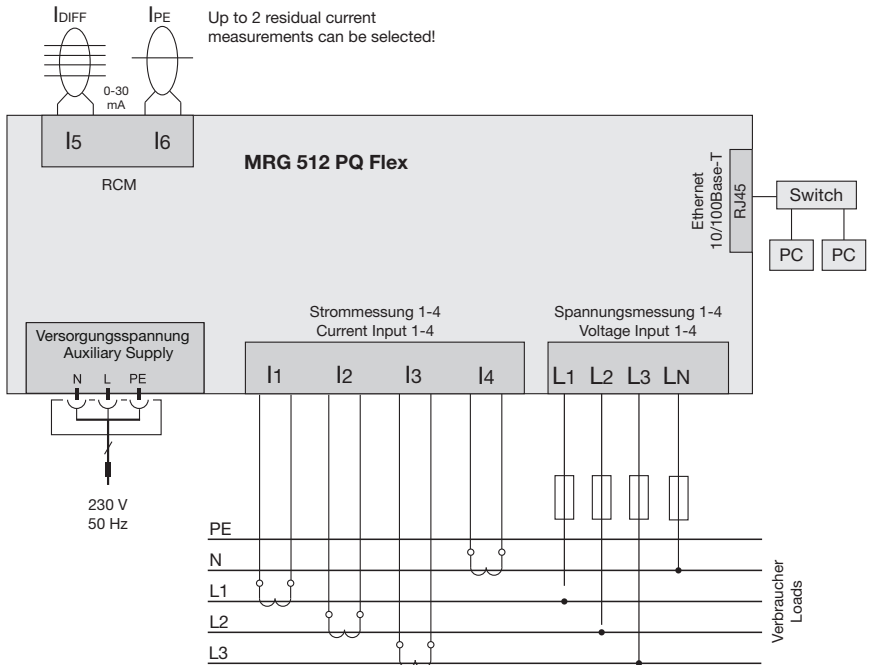 IDIFF
IPE
Up to 2 residual current
measurements can be selected!
0-30
mA
I5
I6
RCM
MRG 512 PQ Flex
Ethernet
10/100Base-T
RJ45
Switch
PC
PC
Versorgungsspannung
Auxiliary Supply
N L PE
230 V
50 Hz
Strommessung 1-4
Current Input 1-4
I1 I2 I3 I4
Spannungsmessung 1-4
Voltage Input 1-4
L1 L2 L3 LN
PE
N
L1
L2
L3
Verbraucher
Loads